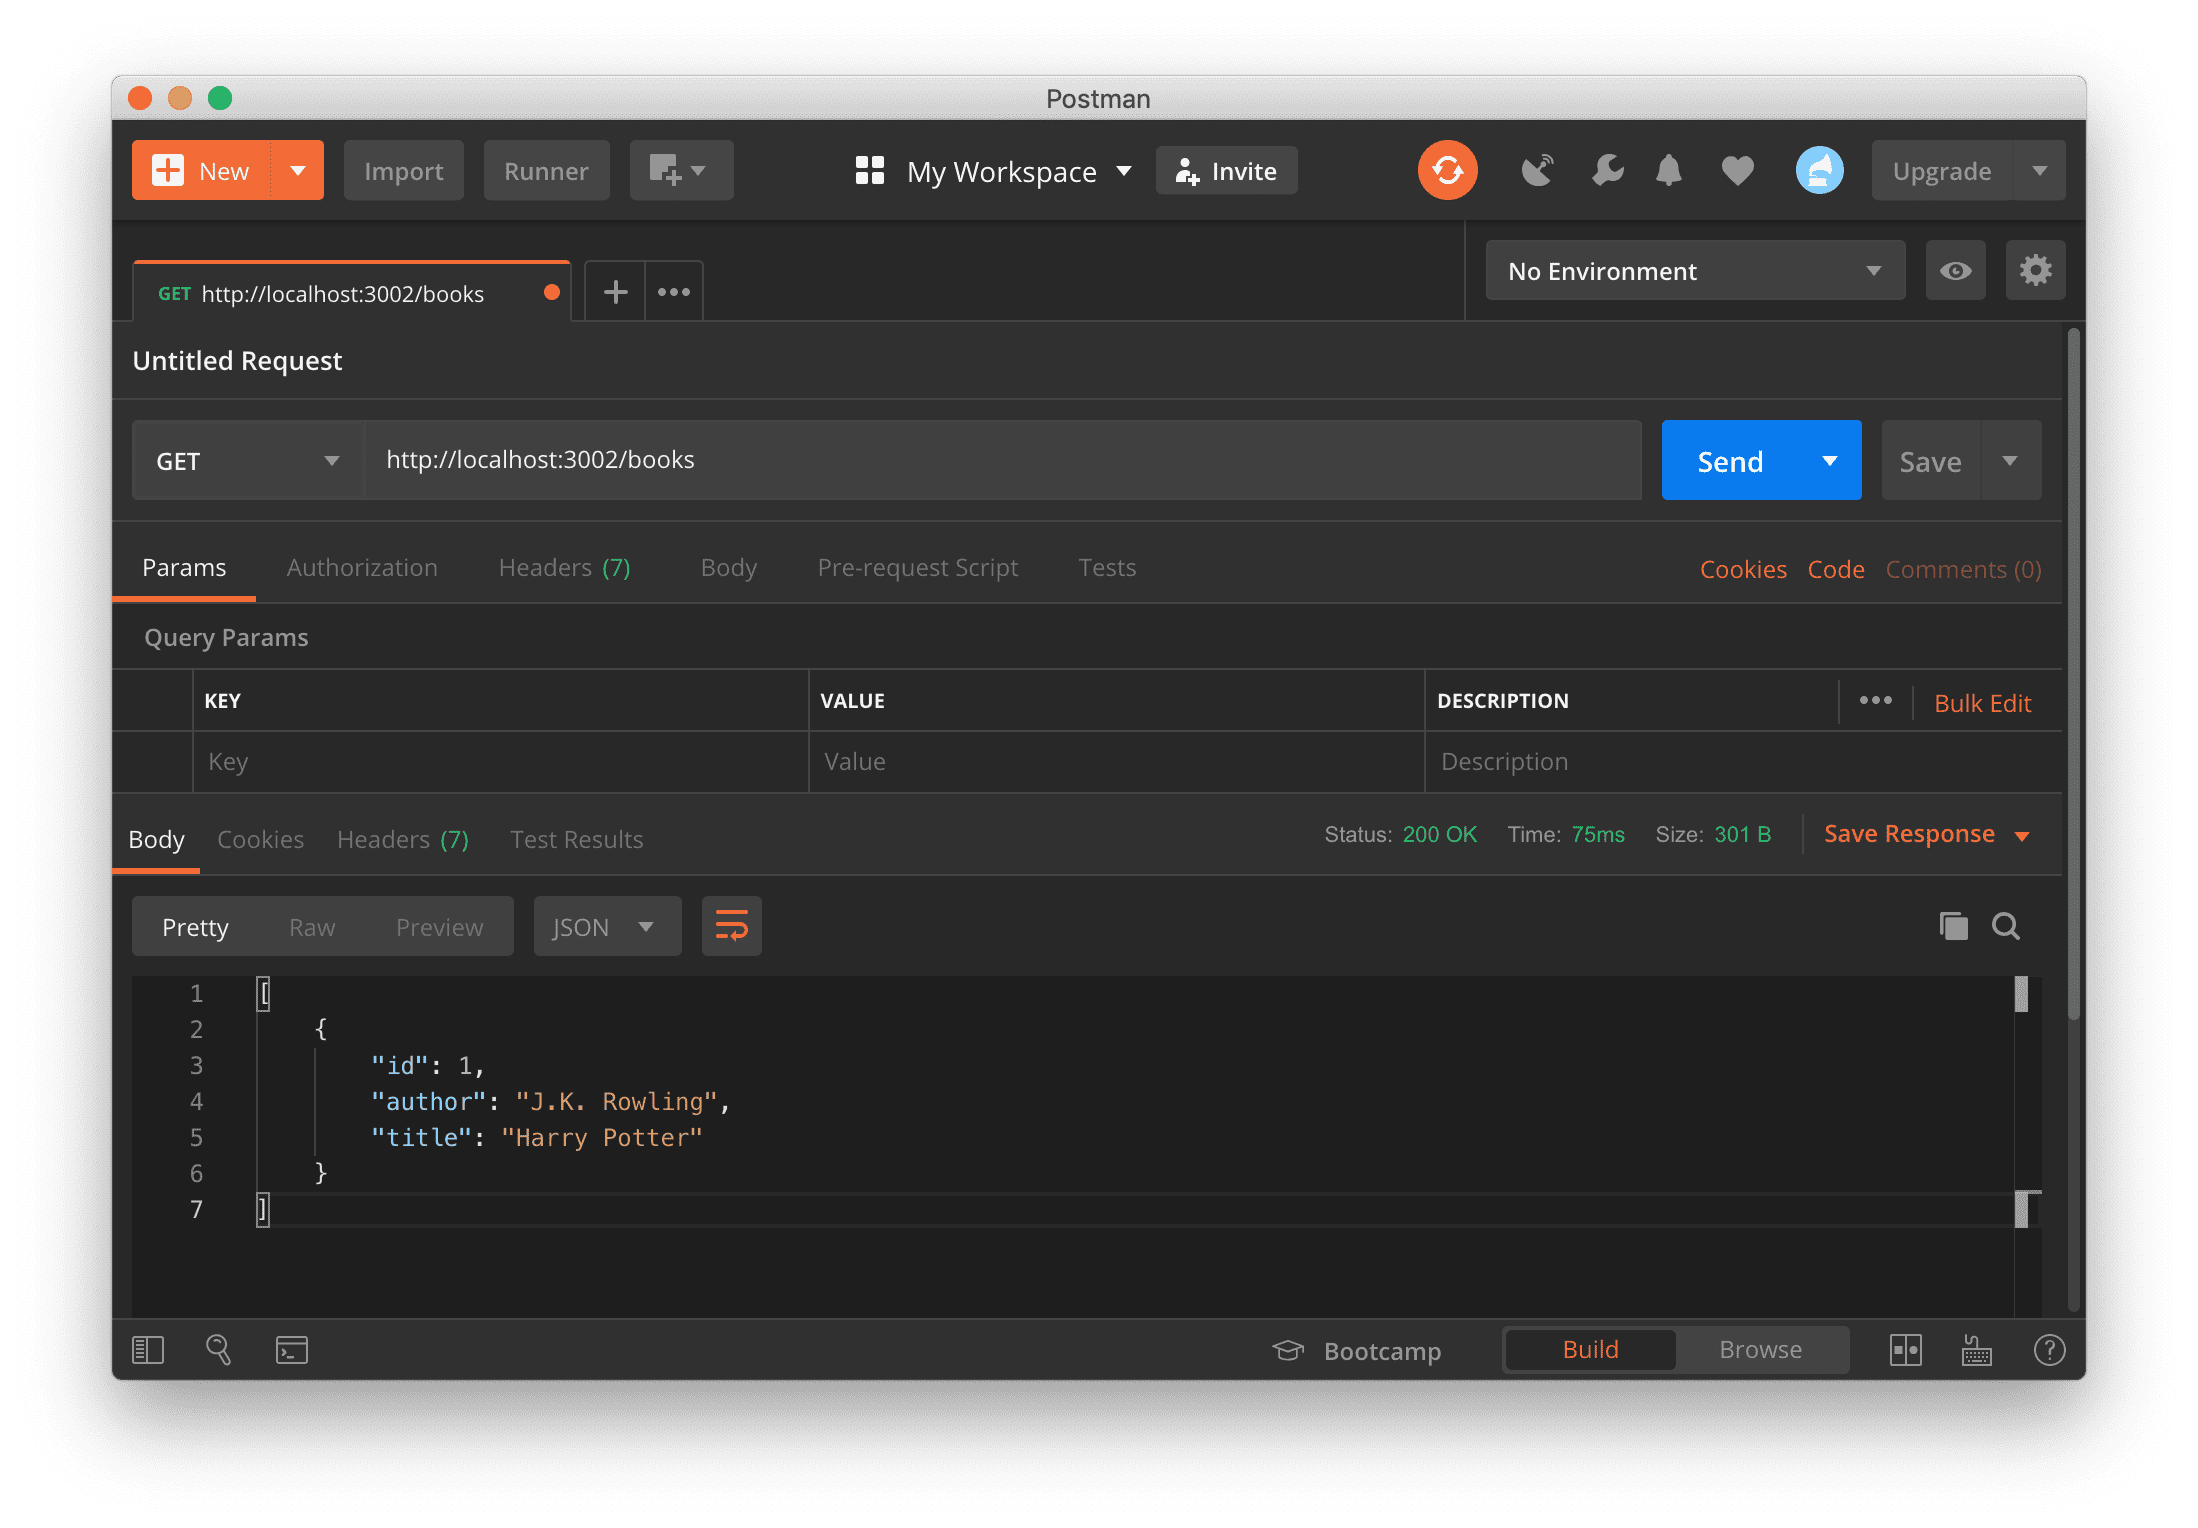 Postman
New Import Runner My Workspace Invite Upgrade
GET http://localhost:3002/books No Environment
Untitled Request
GET http://localhost:3002/books Send Save
Params Authorization Headers (7) Body Pre-request Script Tests Cookies Code Comments (0)
Query Params
KEY VALUE DESCRIPTION Bulk Edit
Key Value Description
Body Cookies Headers (7) Test Results Status: 200 OK Time: 75ms Size: 301 B Save Response
Pretty Raw Preview JSON
1 [
2 {
3 "id": 1,
4 "author": "J.K. Rowling",
5 "title": "Harry Potter"
6 }
7 ]
Bootcamp Build Browse